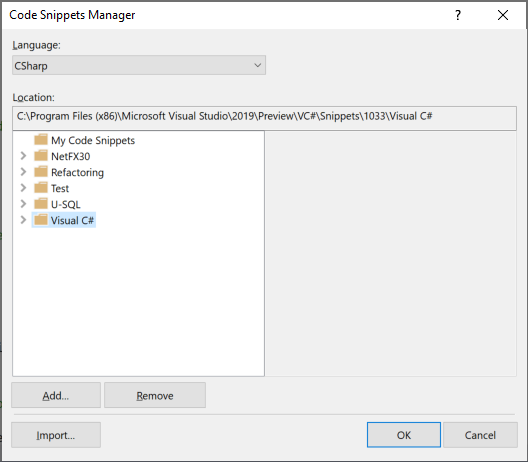 Code Snippets Manager
?
Language:
CSharp
Location:
C:\Program Files (x86)\Microsoft Visual Studio\2019\Preview\VC#\Snippets\1033\Visual C#
My Code Snippets
NetFX30
Refactoring
Test
U-SQL
Visual C#
Add...
Remove
Import...
OK
Cancel